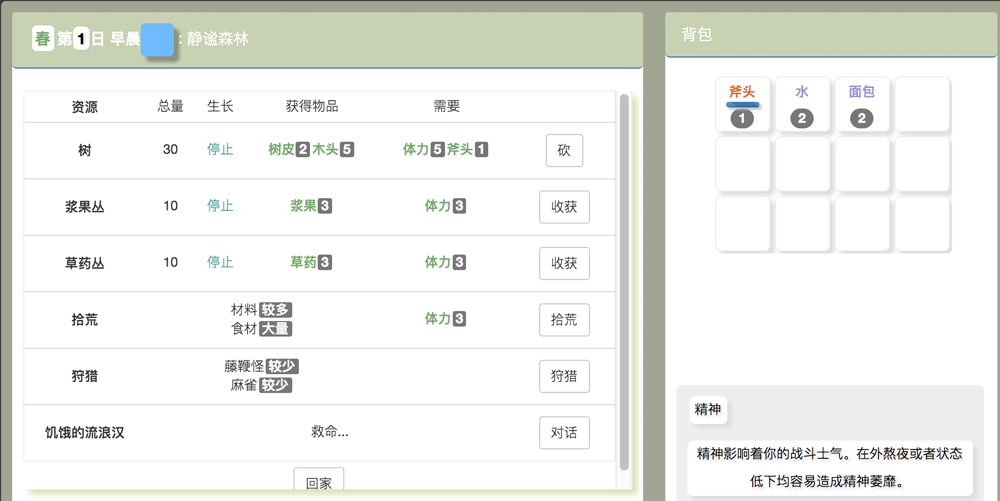 春 第1日 早晨 : 静谧森林
资源 总量 生长 获得物品 需要
树 30 停止 树皮2 木头5 体力5 斧头1 砍
浆果丛 10 停止 浆果3 体力3 收获
草药丛 10 停止 草药3 体力3 收获
拾荒 材料 较多 体力3 拾荒
食材 大量
狩猎 藤鞭怪 较少 狩猎
麻雀 较少
饥饿的流浪汉 救命... 对话
回家
背包
斧头 水 面包
1 2 2
精神
精神影响着你的战斗士气。在外熬夜或者状态
低下均容易造成精神萎靡。